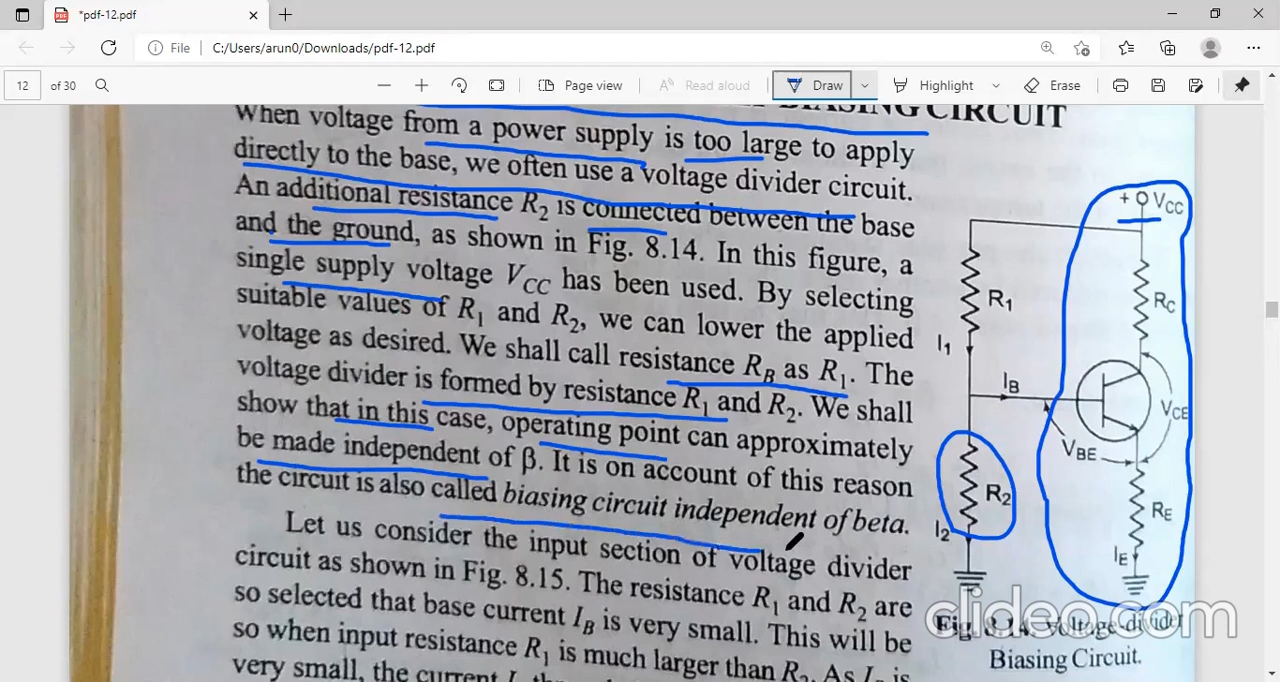 *pdf-12.pdf
File
C:/Users/arun0/Downloads/pdf-12.pdf
12 of 30
Page view
Read aloud
Draw
Highlight
Erase
BIASING CIRCUIT
When voltage from a power supply is too large to apply
directly to the base, we often use a voltage divider circuit.
An additional resistance R2 is connected between the base
and the ground, as shown in Fig. 8.14. In this figure, a
single supply voltage VCC has been used. By selecting
suitable values of R1 and R2, we can lower the applied
voltage as desired. We shall call resistance RB as R1. The
voltage divider is formed by resistance R1 and R2. We shall
show that in this case, operating point can approximately
be made independent of β. It is on account of this reason
the circuit is also called biasing circuit independent of beta.
Let us consider the input section of voltage divider
circuit as shown in Fig. 8.15. The resistance R1 and R2 are
so selected that base current IB is very small. This will be
so when input resistance R1 is much larger than R2. As
very small, the current
+ VCC
R1
RC
I1
IB
VCE
VBE
R2
RE
I2
IE
Fig. 8.14. Voltage divider
Biasing Circuit.
clideo.com